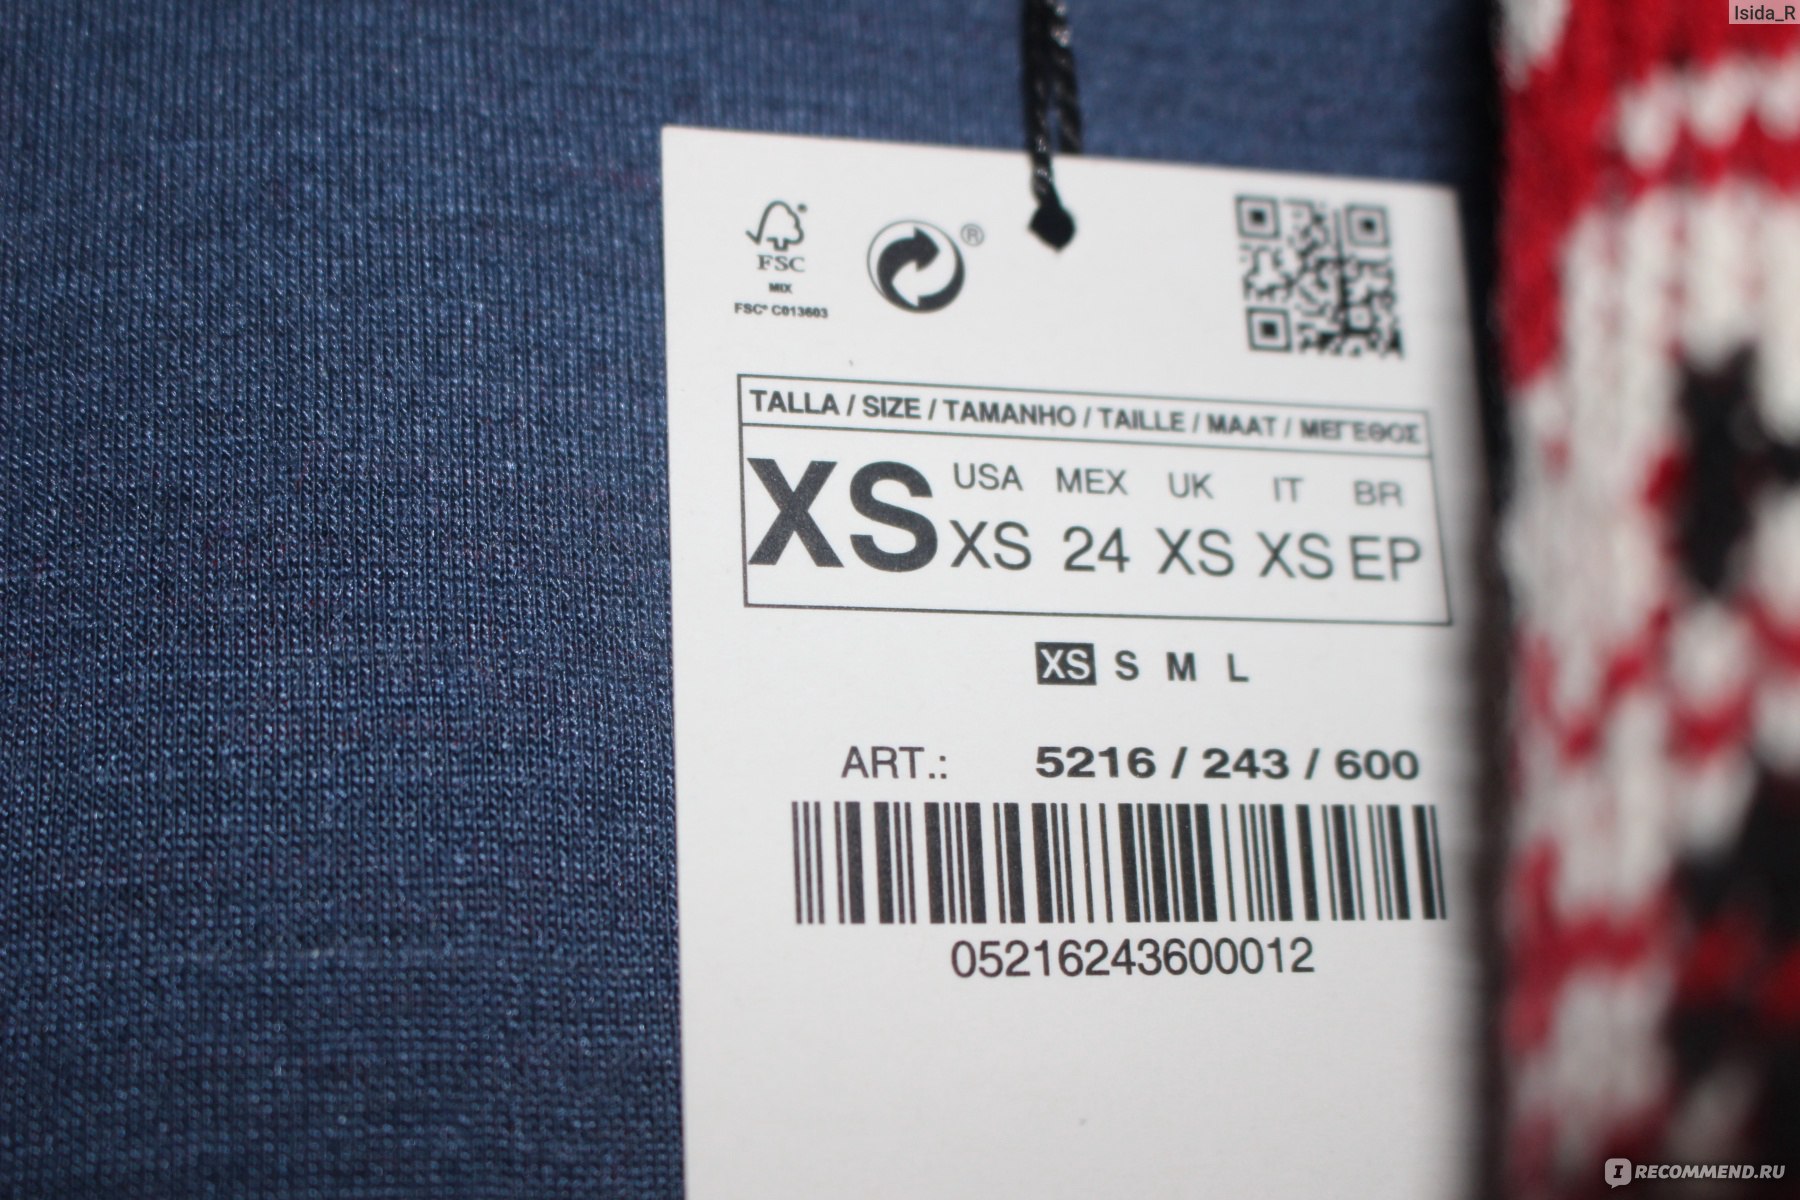 Isida_R
®
FSC
MIX
FSC® C013603
TALLA / SIZE / TAMANHO / TAILLE / MAAT / ΜΕΓΕΘΟΣ
XS
USA MEX UK IT BR
XS 24 XS XS EP
XS S M L
ART.: 5216 / 243 / 600
05216243600012
IRECOMMEND.RU